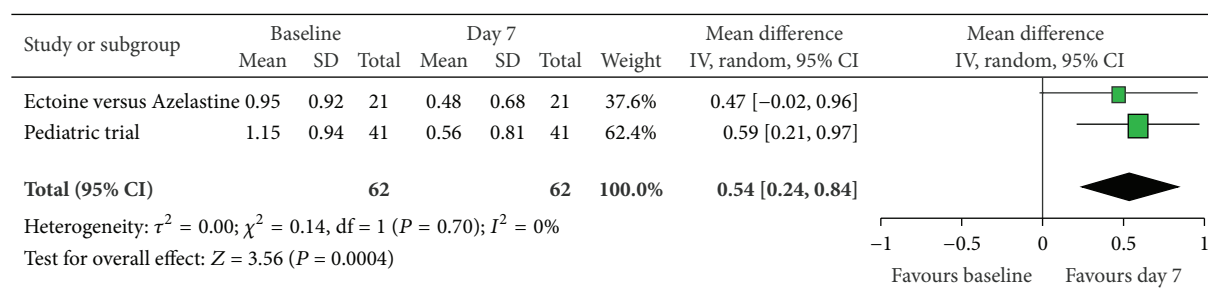 Study or subgroup Baseline Day 7 Mean difference Mean difference
Mean SD Total Mean SD Total Weight IV, random, 95% CI IV, random, 95% CI
Ectoine versus Azelastine 0.95 0.92 21 0.48 0.68 21 37.6% 0.47 [−0.02, 0.96]
Pediatric trial 1.15 0.94 41 0.56 0.81 41 62.4% 0.59 [0.21, 0.97]
Total (95% CI) 62 62 100.0% 0.54 [0.24, 0.84]
Heterogeneity: τ² = 0.00; χ² = 0.14, df = 1 (P = 0.70); I² = 0%
Test for overall effect: Z = 3.56 (P = 0.0004)
−1 −0.5 0 0.5 1
Favours baseline Favours day 7